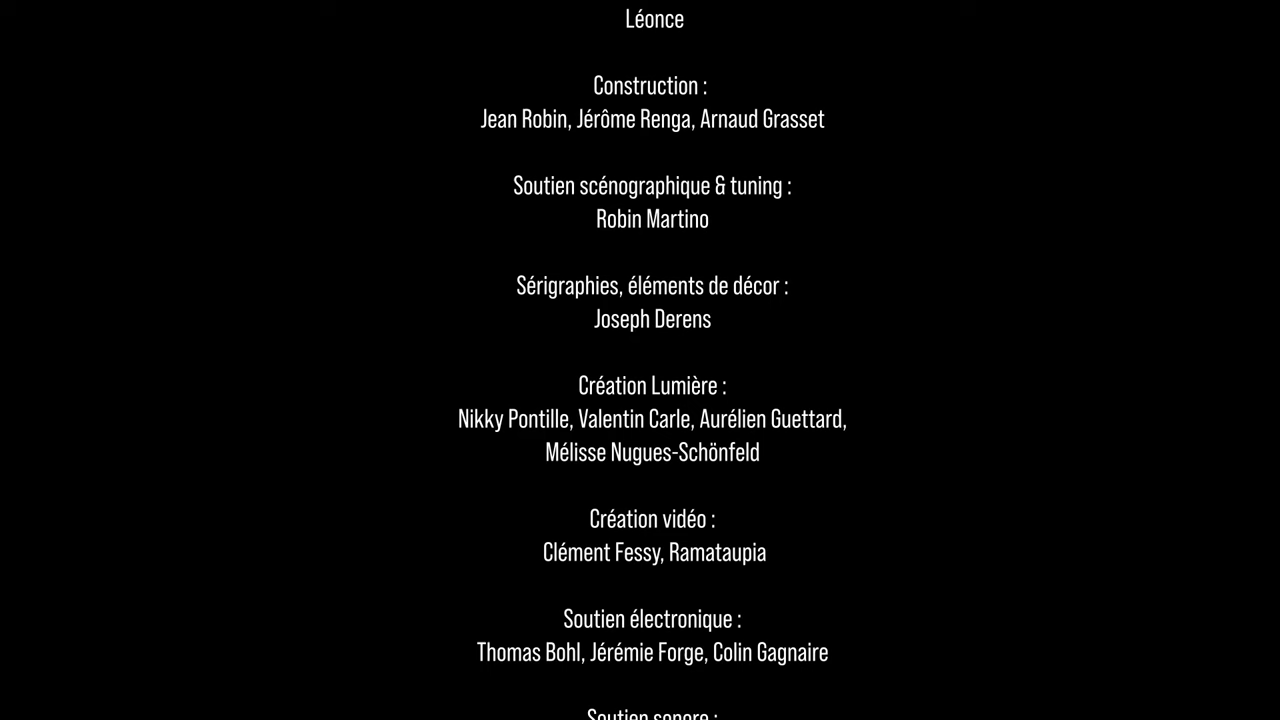 Léonce
Construction :
Jean Robin, Jérôme Renga, Arnaud Grasset
Soutien scénographique & tuning :
Robin Martino
Sérigraphies, éléments de décor :
Joseph Derens
Création Lumière :
Nikky Pontille, Valentin Carle, Aurélien Guettard,
Mélisse Nugues-Schönfeld
Création vidéo :
Clément Fessy, Ramataupia
Soutien électronique :
Thomas Bohl, Jérémie Forge, Colin Gagnaire
Soutien sonore :